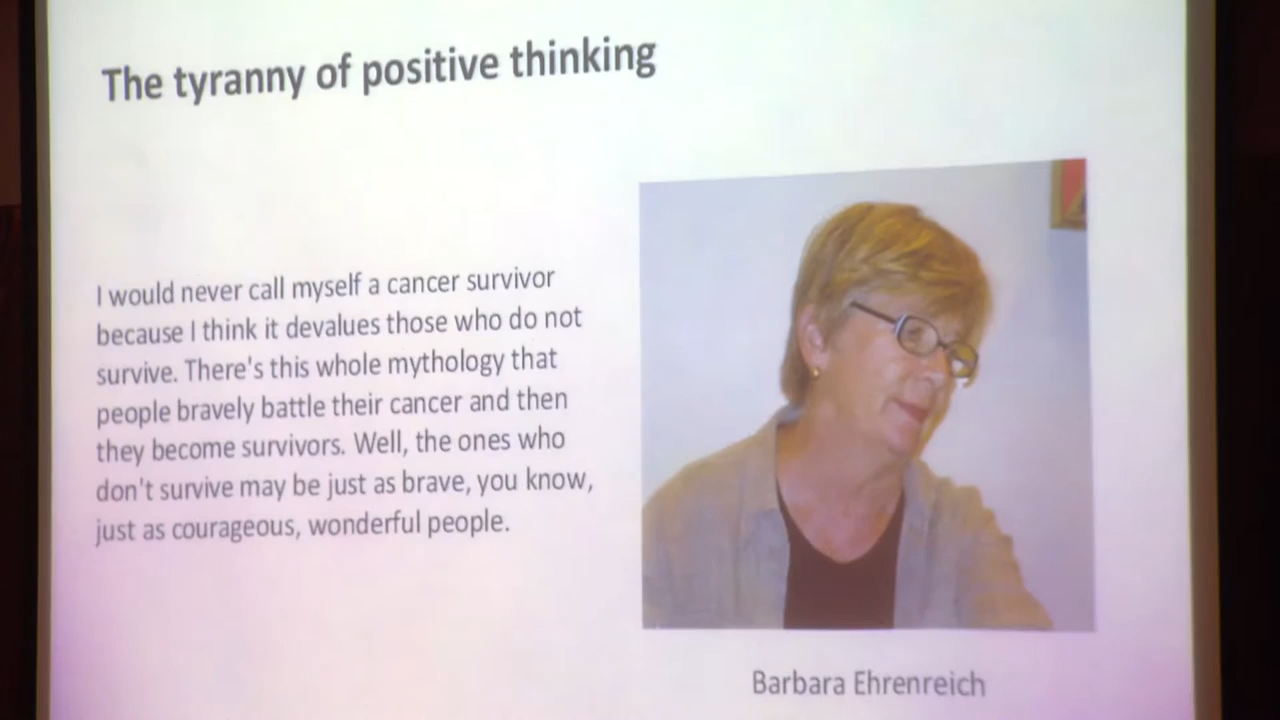 The tyranny of positive thinking
I would never call myself a cancer survivor
because I think it devalues those who do not
survive. There's this whole mythology that
people bravely battle their cancer and then
they become survivors. Well, the ones who
don't survive may be just as brave, you know,
just as courageous, wonderful people.
Barbara Ehrenreich